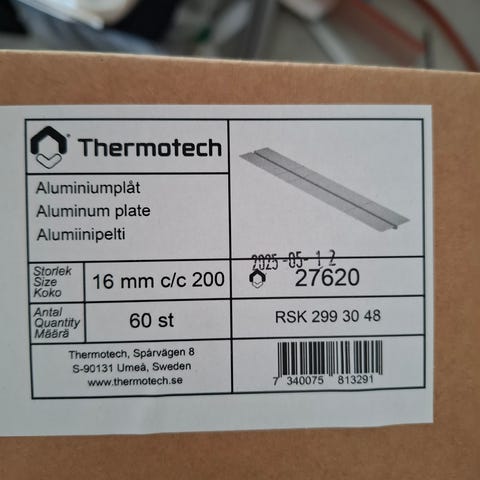 Thermotech
Aluminiumplåt
Aluminum plate
Alumiinipelti
Storlek
Size
Koko
16 mm c/c 200
2025-05-12
27620
Antal
Quantity
Määrä
60 st
RSK 299 30 48
Thermotech, Spårvägen 8
S-90131 Umeå, Sweden
www.thermotech.se
7 340075 813291